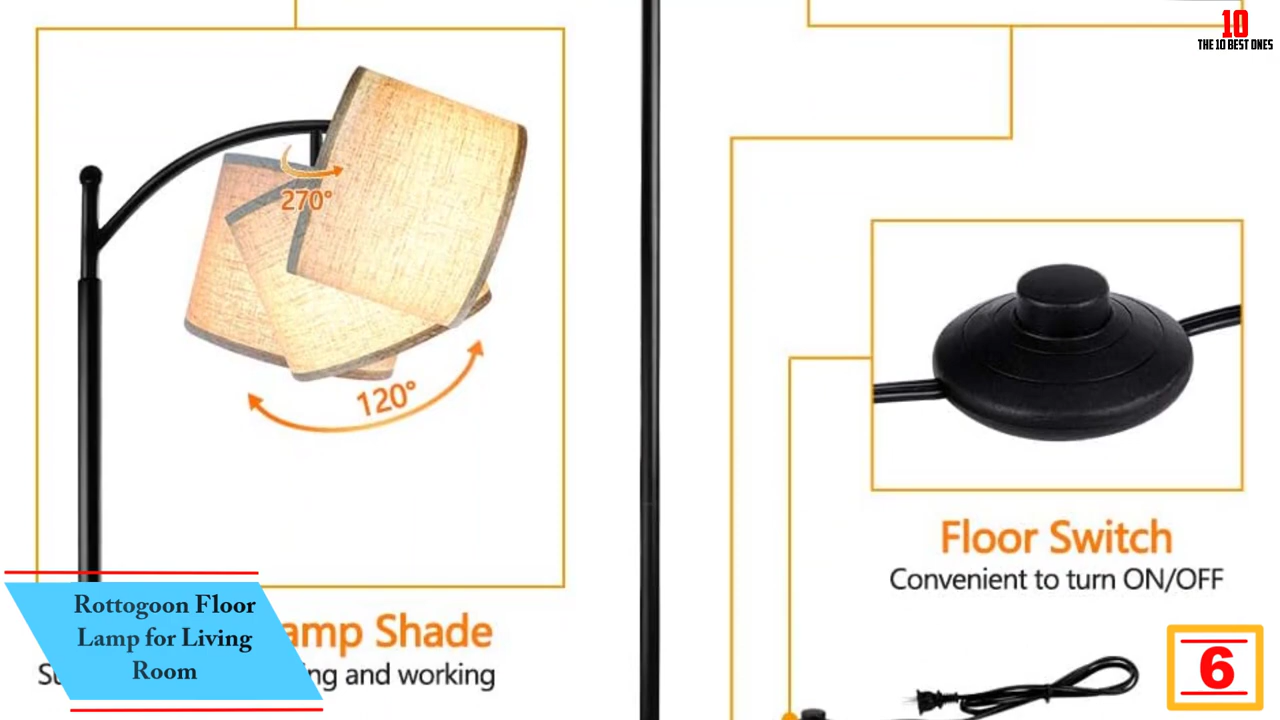 10
THE 10 BEST ONES
270°
120°
Floor Switch
Convenient to turn ON/OFF
Rottogoon Floor
Lamp for Living
Room
Shade
and working
6